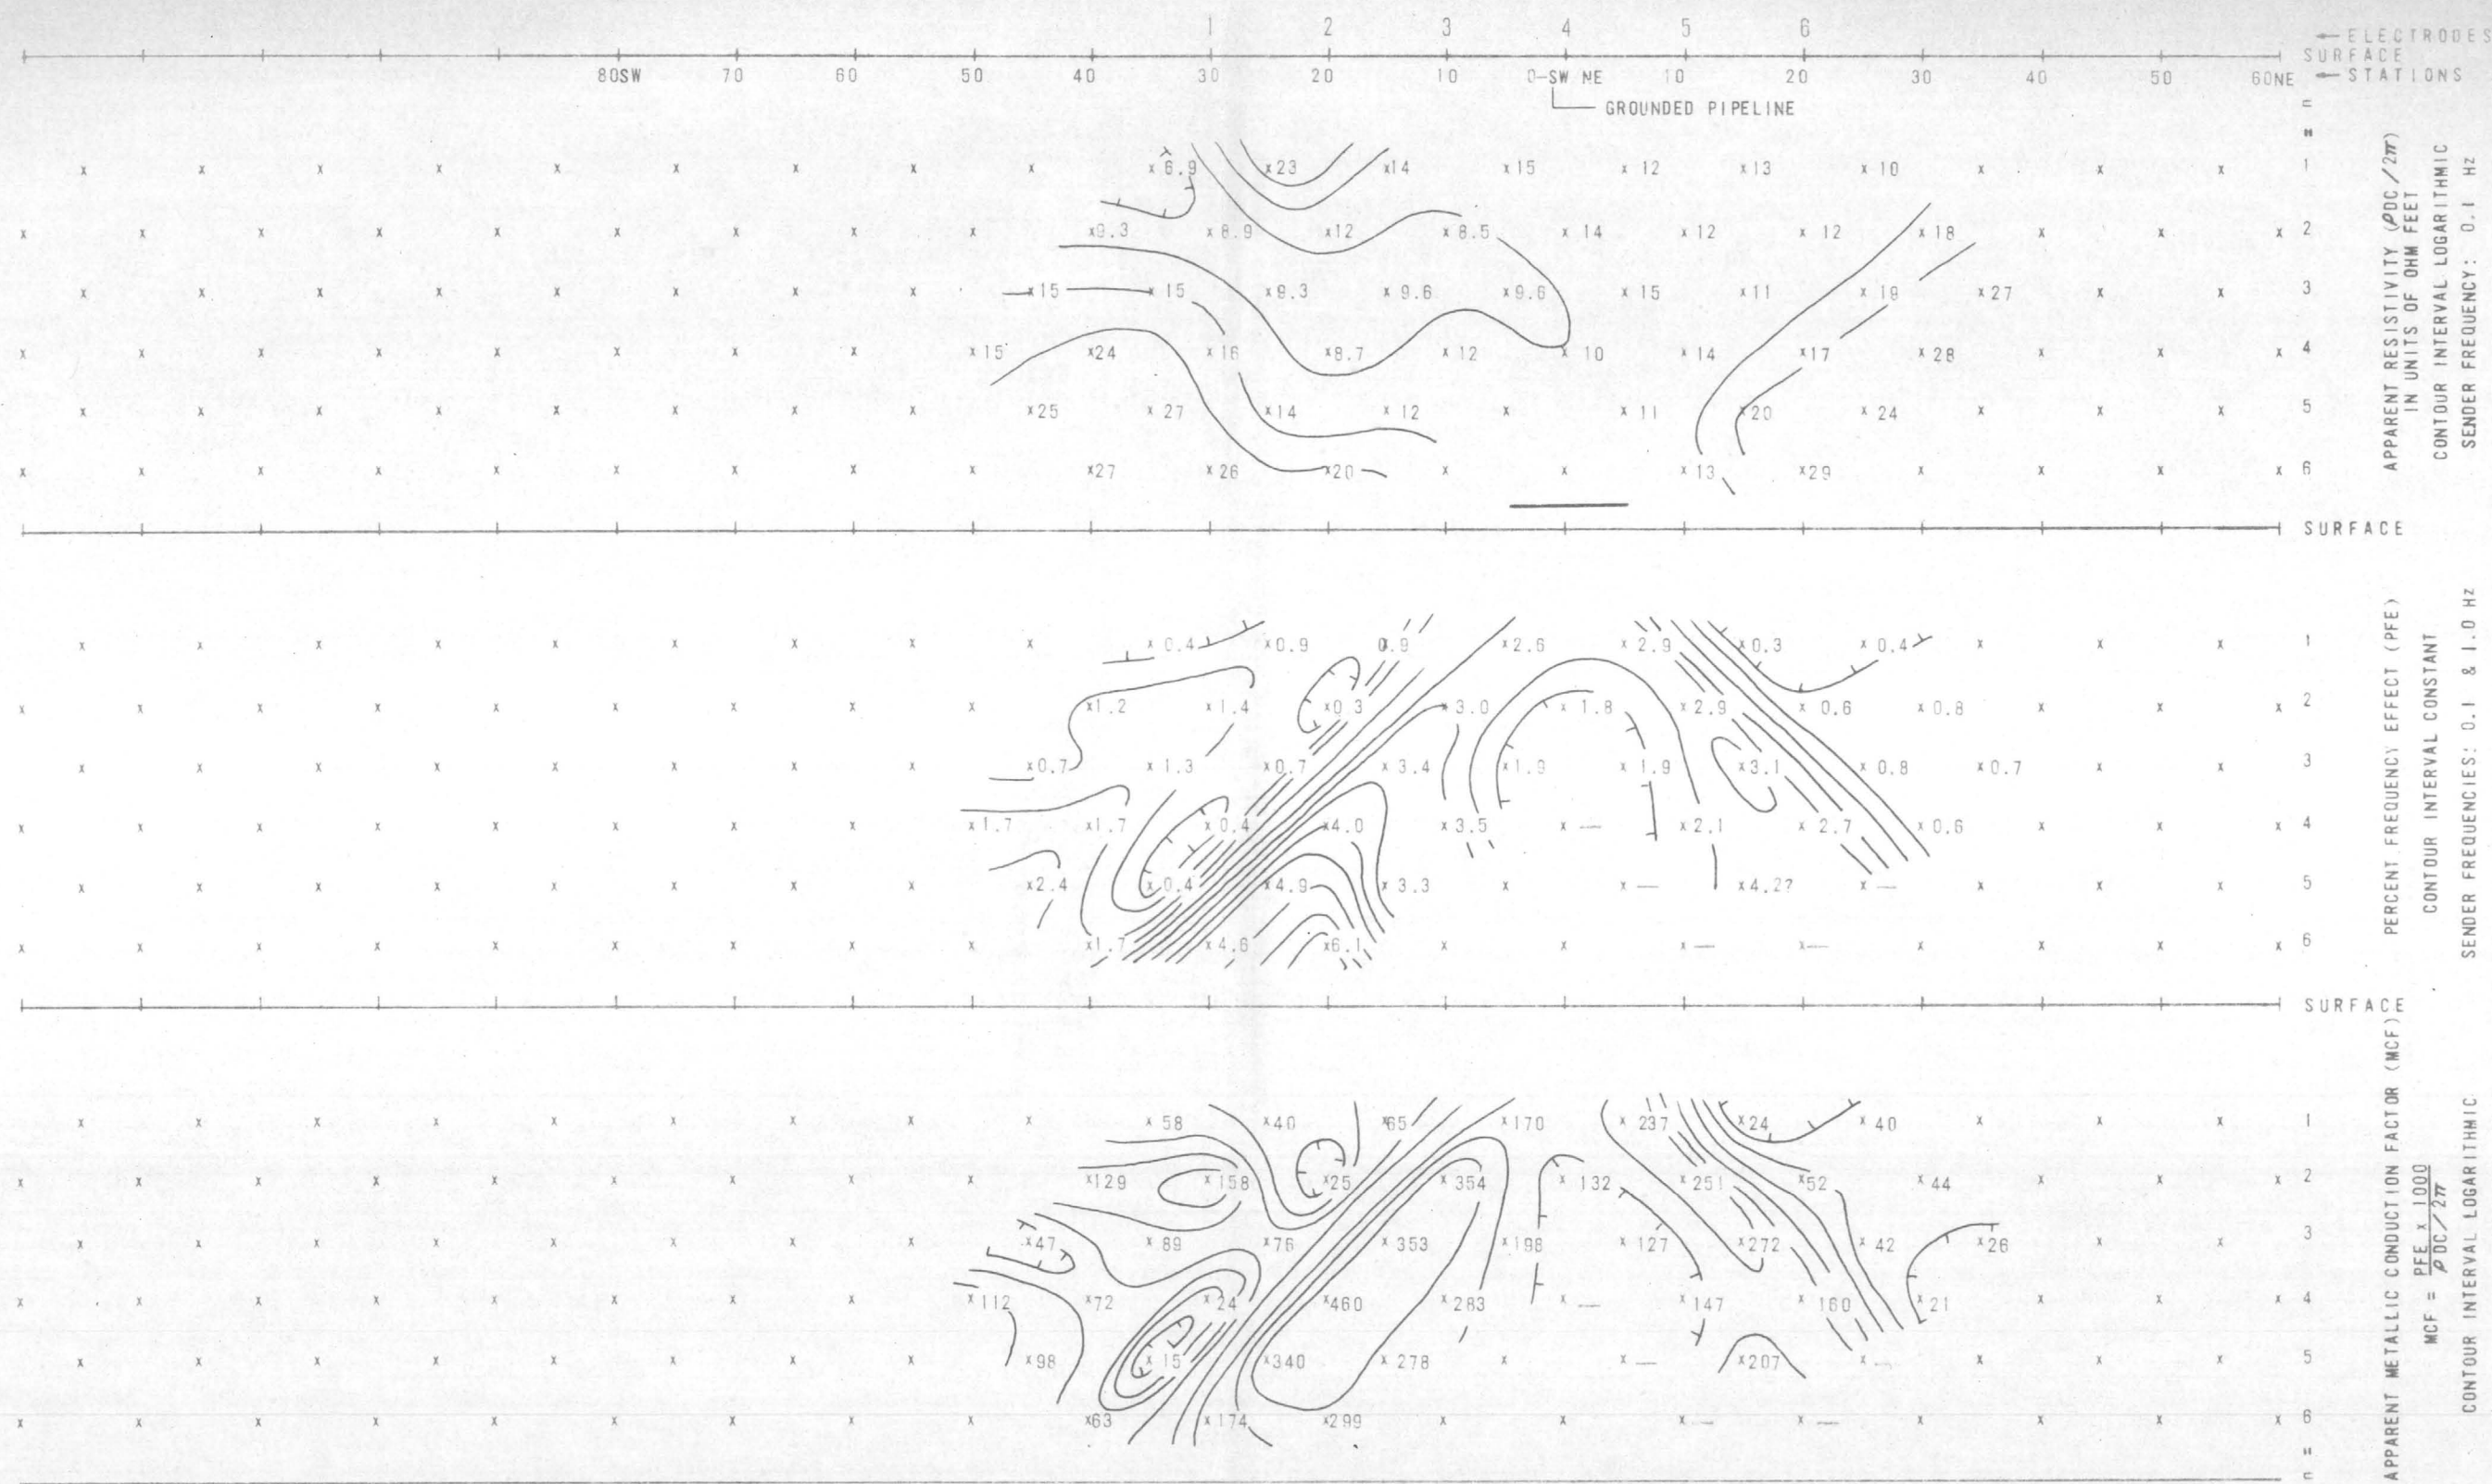 1 2 3 4 5 6
← ELECTRODES
SURFACE
80SW 70 60 50 40 30 20 10 0-SW NE 10 20 30 40 50 60NE ← STATIONS
GROUNDED PIPELINE
n
=
x 6.9 x 23 x 14 x 15 x 12 x 13 x 10 1
x 9.3 x 8.9 x 12 x 8.5 x 14 x 12 x 12 x 18 2
x 15 x 15 x 9.3 x 9.6 x 9.6 x 15 x 11 x 19 x 27 3
x 15 x 24 x 16 x 8.7 x 12 x 10 x 14 x 17 x 28 4
x 25 x 27 x 14 x 12 x 11 x 20 x 24 5
x 27 x 26 x 20 x 13 x 29 6
APPARENT RESISTIVITY (ρDC/2π)
IN UNITS OF OHM FEET
CONTOUR INTERVAL LOGARITHMIC
SENDER FREQUENCY: 0.1 Hz
SURFACE
x 0.4 x 0.9 0.9 x 2.6 x 2.9 x 0.3 x 0.4 1
x 1.2 x 1.4 x 0.3 x 3.0 x 1.8 x 2.9 x 0.6 x 0.8 2
x 0.7 x 1.3 x 0.7 x 3.4 x 1.9 x 1.9 x 3.1 x 0.8 x 0.7 3
x 1.7 x 1.7 x 0.4 x 4.0 x 3.5 x — x 2.1 x 2.7 x 0.6 4
x 2.4 x 0.4 x 4.9 x 3.3 x — x 4.2? x — 5
x 1.7 x 4.6 x 6.1 x — x — 6
PERCENT FREQUENCY EFFECT (PFE)
CONTOUR INTERVAL CONSTANT
SENDER FREQUENCIES: 0.1 & 1.0 Hz
SURFACE
x 58 x 40 x 65 x 170 x 237 x 24 x 40 1
x 129 x 158 x 25 x 354 x 132 x 251 x 52 x 44 2
x 47 x 89 x 76 x 353 x 198 x 127 x 272 x 42 x 26 3
x 112 x 72 x 24 x 460 x 283 x — x 147 x 160 x 21 4
x 98 x 15 x 340 x 278 x — x 207 x — 5
x 63 x 174 x 299 x — x — 6
=
n
APPARENT METALLIC CONDUCTION FACTOR (MCF)
MCF = PFE x 1000
ρ DC/2π
CONTOUR INTERVAL LOGARITHMIC